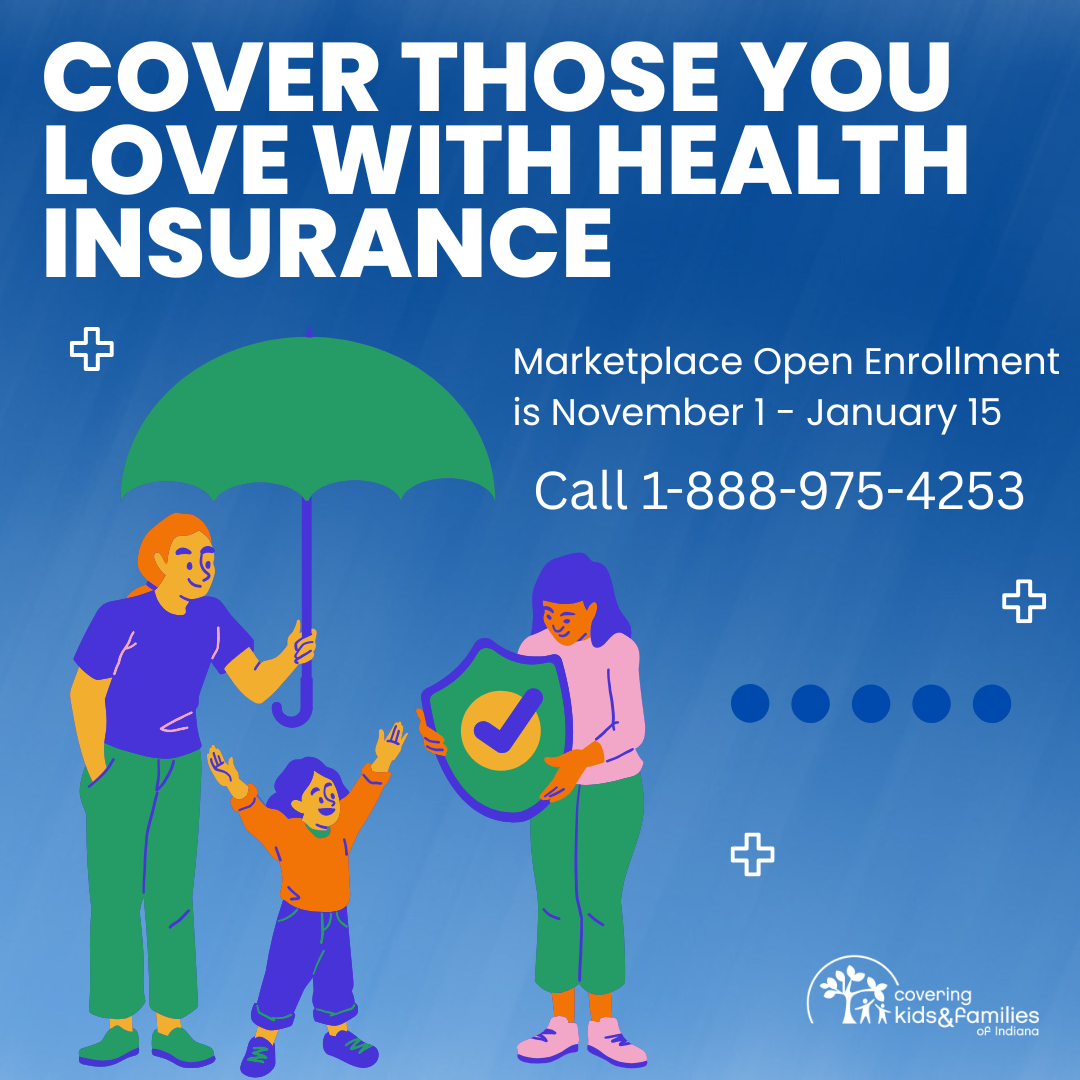 COVER THOSE YOU
LOVE WITH HEALTH
INSURANCE
Marketplace Open Enrollment
is November 1 - January 15
Call 1-888-975-4253
covering
kids&families
of Indiana